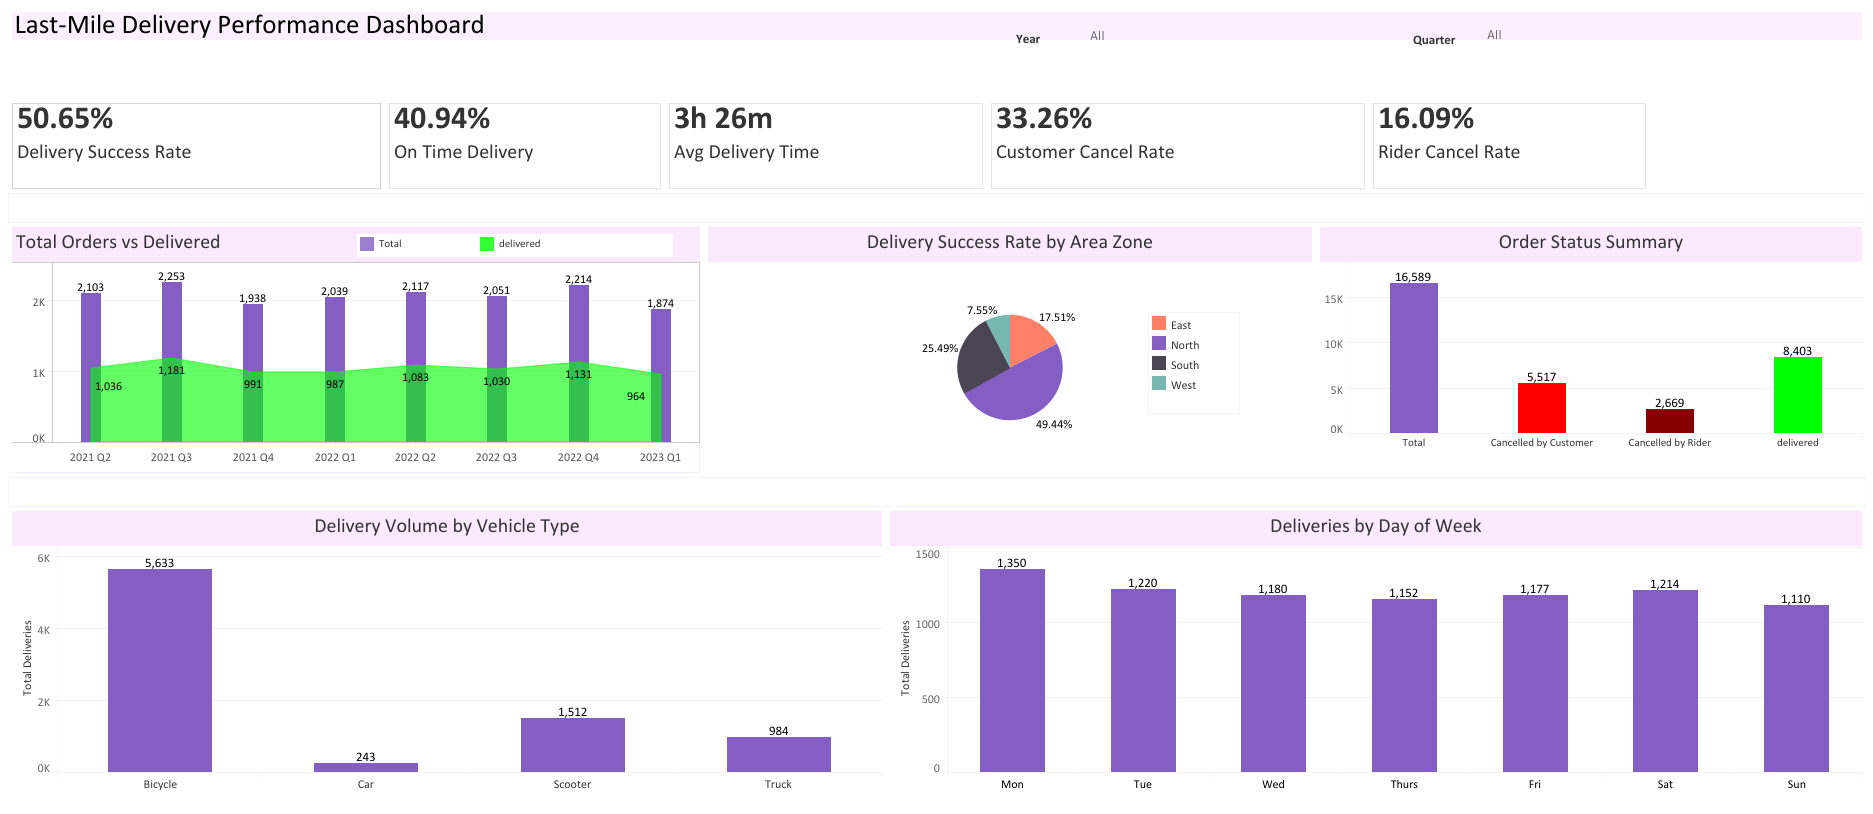 Last-Mile Delivery Performance Dashboard
Year
All
Quarter
All
50.65%
Delivery Success Rate
40.94%
On Time Delivery
3h 26m
Avg Delivery Time
33.26%
Customer Cancel Rate
16.09%
Rider Cancel Rate
Total Orders vs Delivered
Total
delivered
2K
1K
0K
2,103
2,253
1,938
2,039
2,117
2,051
2,214
1,874
1,036
1,181
991
987
1,083
1,030
1,131
964
2021 Q2
2021 Q3
2021 Q4
2022 Q1
2022 Q2
2022 Q3
2022 Q4
2023 Q1
Delivery Success Rate by Area Zone
7.55%
17.51%
25.49%
49.44%
East
North
South
West
Order Status Summary
15K
10K
5K
0K
16,589
5,517
2,669
8,403
Total
Cancelled by Customer
Cancelled by Rider
delivered
Delivery Volume by Vehicle Type
Total Deliveries
6K
4K
2K
0K
5,633
243
1,512
984
Bicycle
Car
Scooter
Truck
Deliveries by Day of Week
Total Deliveries
1500
1000
500
0
1,350
1,220
1,180
1,152
1,177
1,214
1,110
Mon
Tue
Wed
Thurs
Fri
Sat
Sun